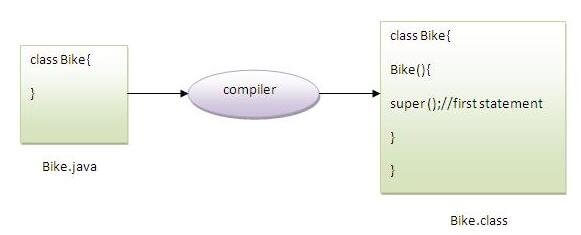 class Bike{
}
Bike.java
compiler
class Bike{
Bike(){
super();//first statement
}
}
Bike.class